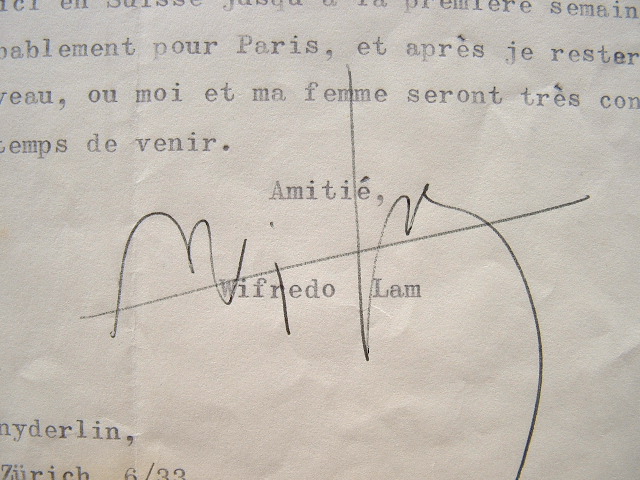 ici en Suisse jusqu'à la première semain
bablement pour Paris, et après je rester
veau, ou moi et ma femme seront très con
temps de venir.
Amitié,
Wifredo Lam
nyderlin,
Zürich 6/33